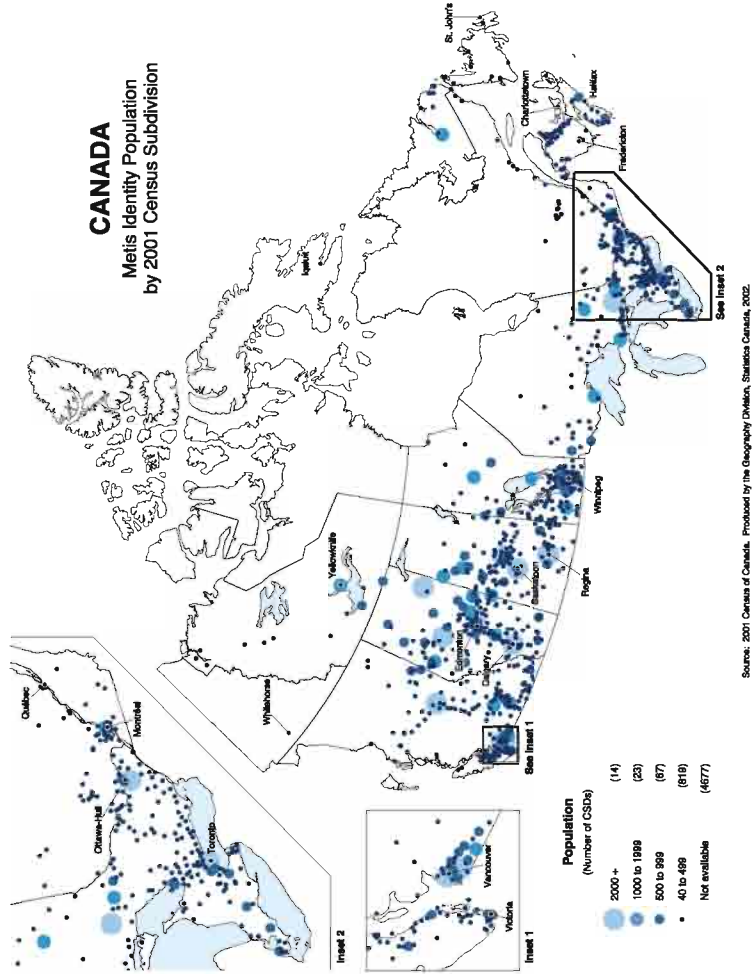 CANADA
Metis Identity Population
by 2001 Census Subdivision
St. John's
Charlottetown
Halifax
Fredericton
Iqaluit
See Inset 2
Yellowknife
Whitehorse
Edmonton
Calgary
Saskatoon
Regina
Winnipeg
See Inset 1
Québec
Montréal
Ottawa-Hull
Toronto
Inset 2
Vancouver
Victoria
Inset 1
Population
(Number of CSDs)
2000 + (14)
1000 to 1999 (23)
500 to 999 (67)
40 to 499 (819)
Not available (4677)
Source: 2001 Census of Canada. Produced by the Geography Division, Statistics Canada, 2002.